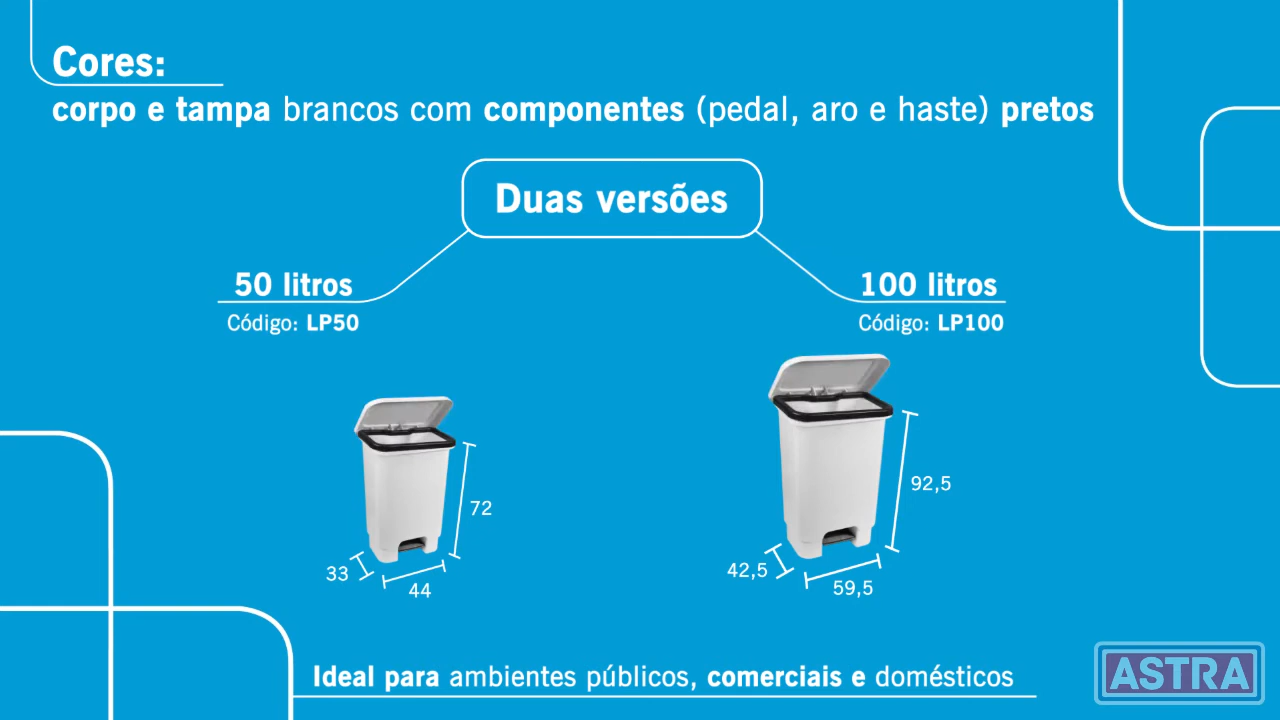 Cores:
corpo e tampa brancos com componentes (pedal, aro e haste) pretos
Duas versões
50 litros
Código: LP50
100 litros
Código: LP100
72
33
44
92,5
42,5
59,5
Ideal para ambientes públicos, comerciais e domésticos
ASTRA